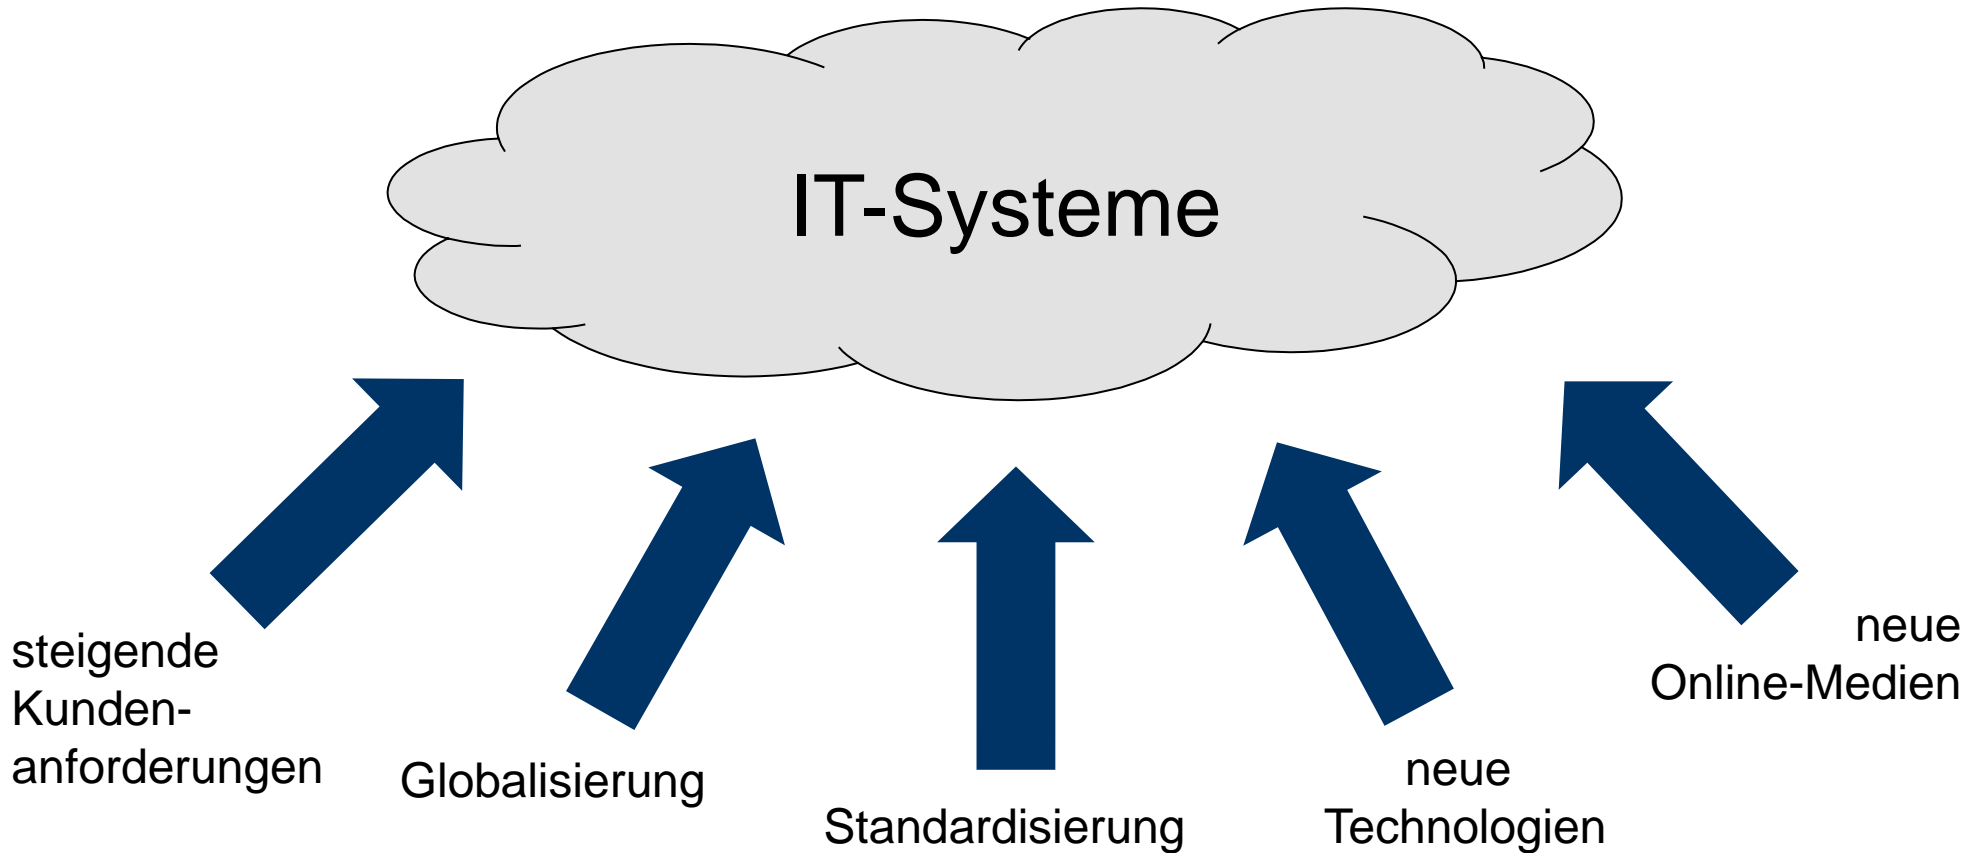 IT-Systeme
steigende
Kunden-
anforderungen
Globalisierung
Standardisierung
neue
Technologien
neue
Online-Medien